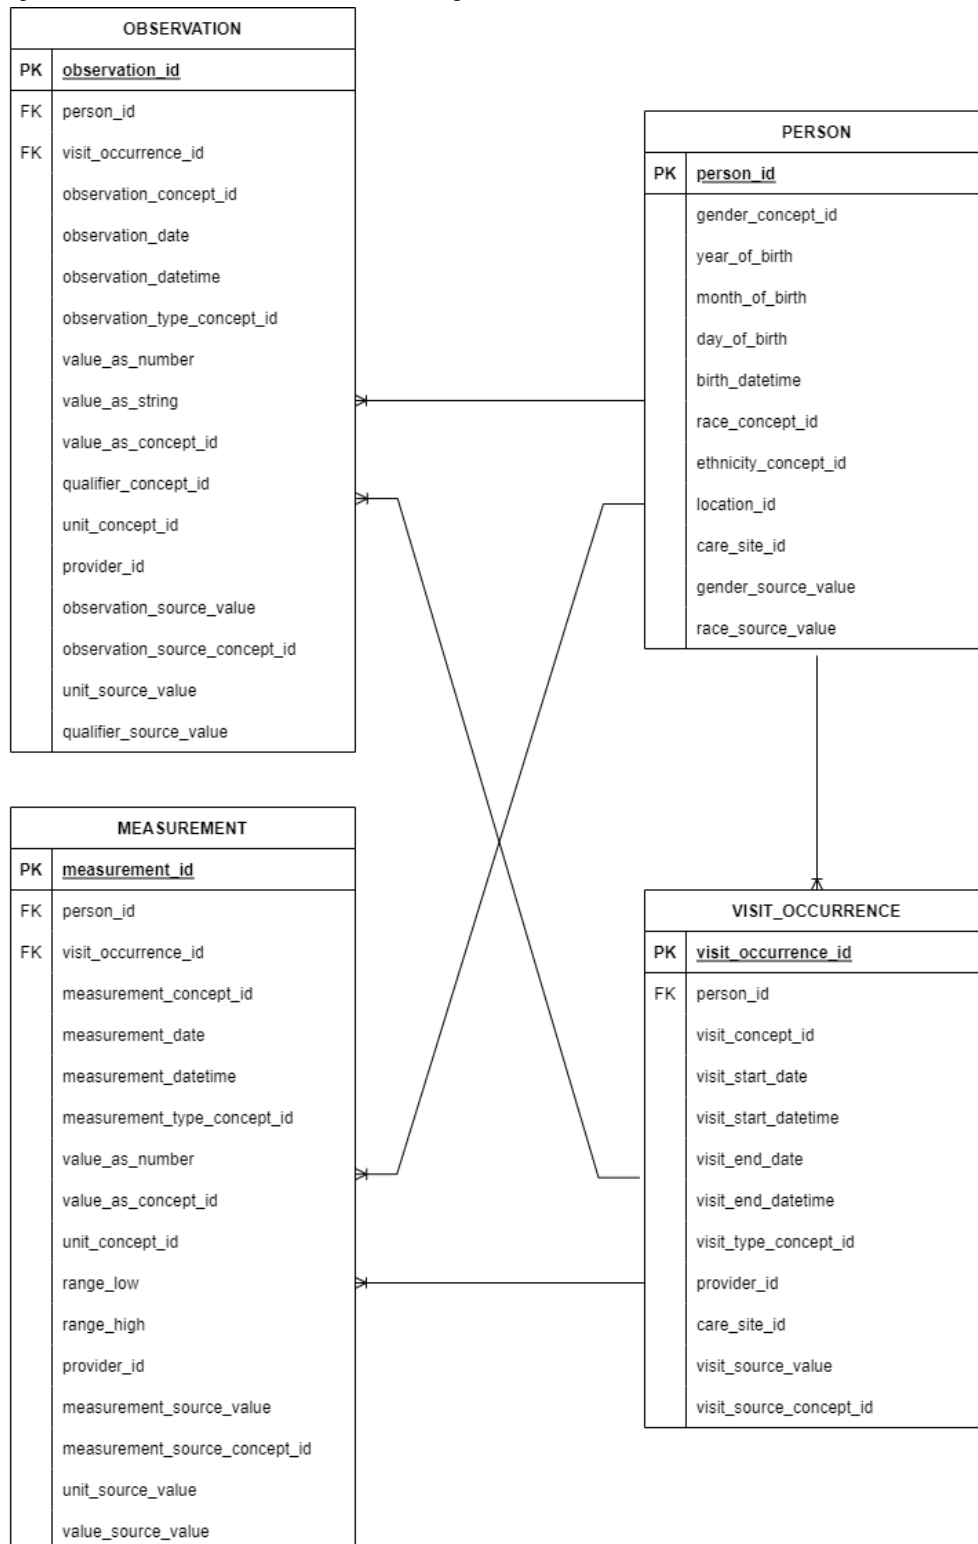 OBSERVATION
PK observation_id
FK person_id
FK visit_occurrence_id
observation_concept_id
observation_date
observation_datetime
observation_type_concept_id
value_as_number
value_as_string
value_as_concept_id
qualifier_concept_id
unit_concept_id
provider_id
observation_source_value
observation_source_concept_id
unit_source_value
qualifier_source_value
PERSON
PK person_id
gender_concept_id
year_of_birth
month_of_birth
day_of_birth
birth_datetime
race_concept_id
ethnicity_concept_id
location_id
care_site_id
gender_source_value
race_source_value
MEASUREMENT
PK measurement_id
FK person_id
FK visit_occurrence_id
measurement_concept_id
measurement_date
measurement_datetime
measurement_type_concept_id
value_as_number
value_as_concept_id
unit_concept_id
range_low
range_high
provider_id
measurement_source_value
measurement_source_concept_id
unit_source_value
value_source_value
VISIT_OCCURRENCE
PK visit_occurrence_id
FK person_id
visit_concept_id
visit_start_date
visit_start_datetime
visit_end_date
visit_end_datetime
visit_type_concept_id
provider_id
care_site_id
visit_source_value
visit_source_concept_id